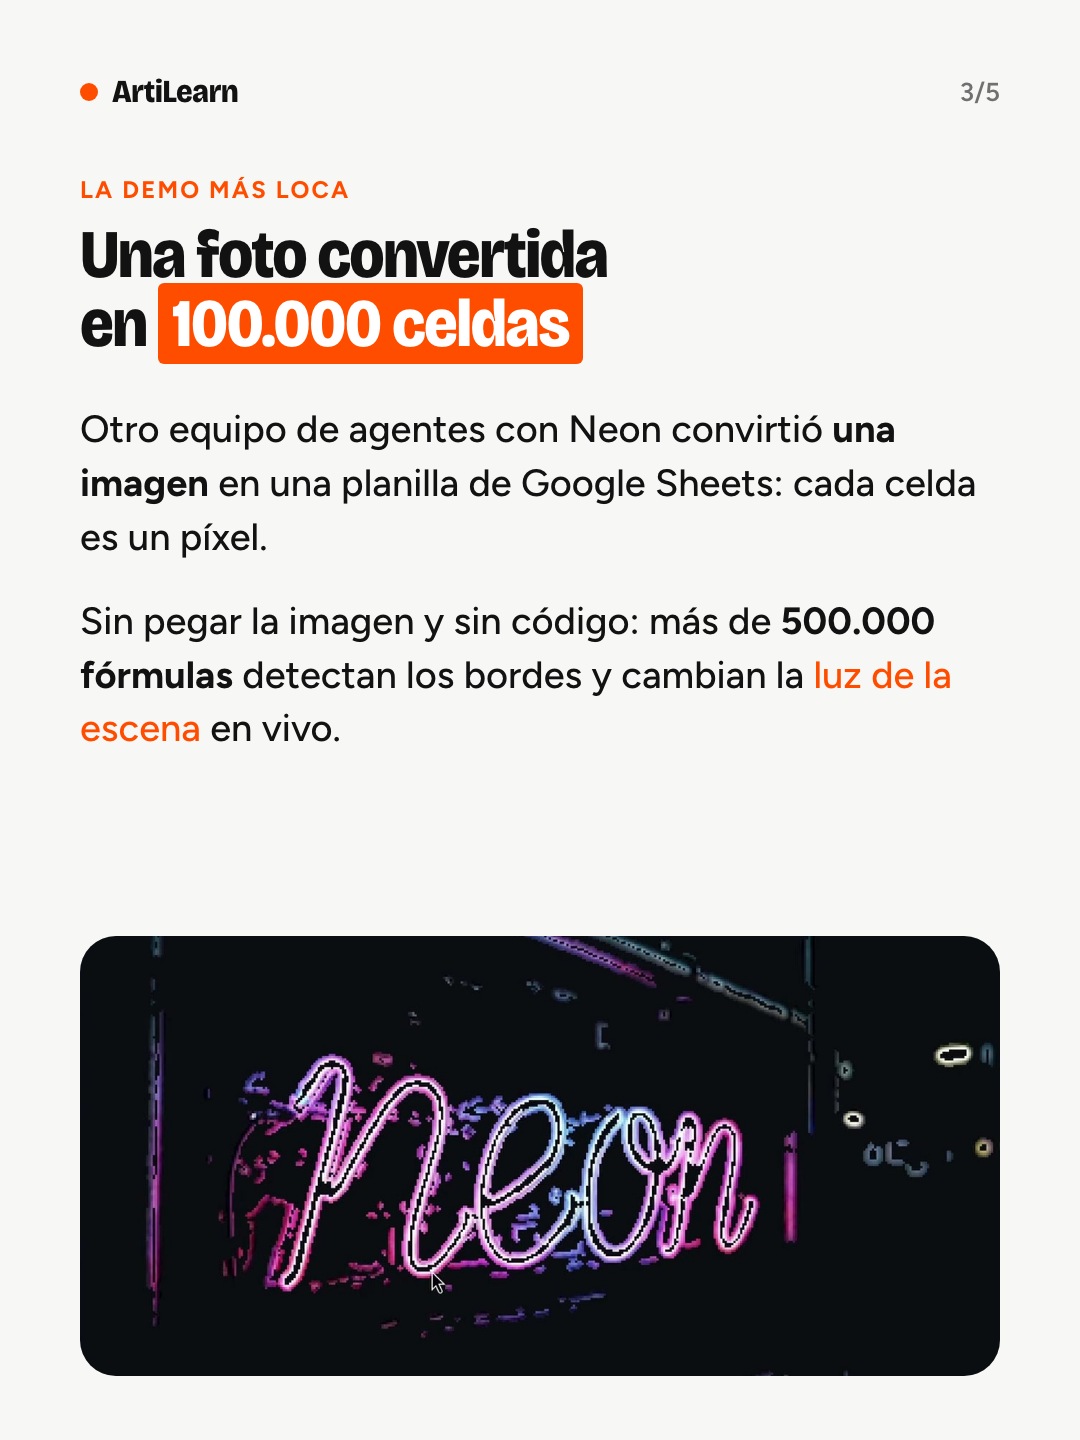 ArtiLearn
3/5
LA DEMO MÁS LOCA
Una foto convertida
en 100.000 celdas
Otro equipo de agentes con Neon convirtió una
imagen en una planilla de Google Sheets: cada celda
es un píxel.
Sin pegar la imagen y sin código: más de 500.000
fórmulas detectan los bordes y cambian la luz de la
escena en vivo.
neon